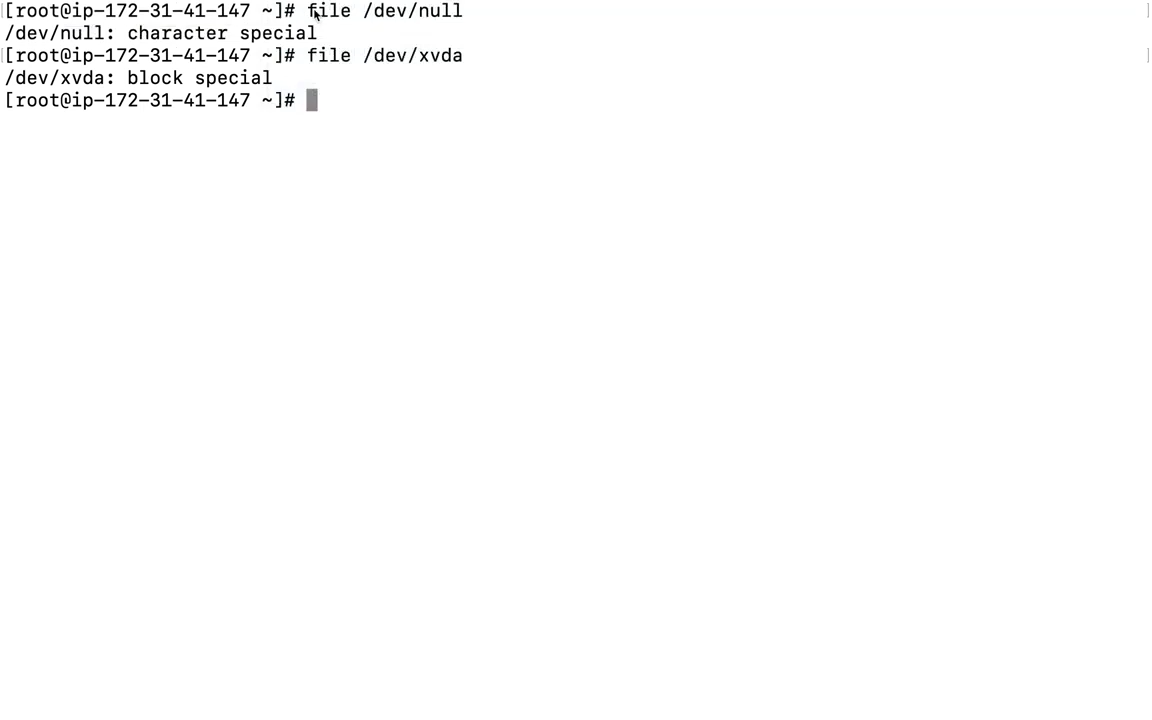 [root@ip-172-31-41-147 ~]# file /dev/null
/dev/null: character special
[root@ip-172-31-41-147 ~]# file /dev/xvda
/dev/xvda: block special
[root@ip-172-31-41-147 ~]#